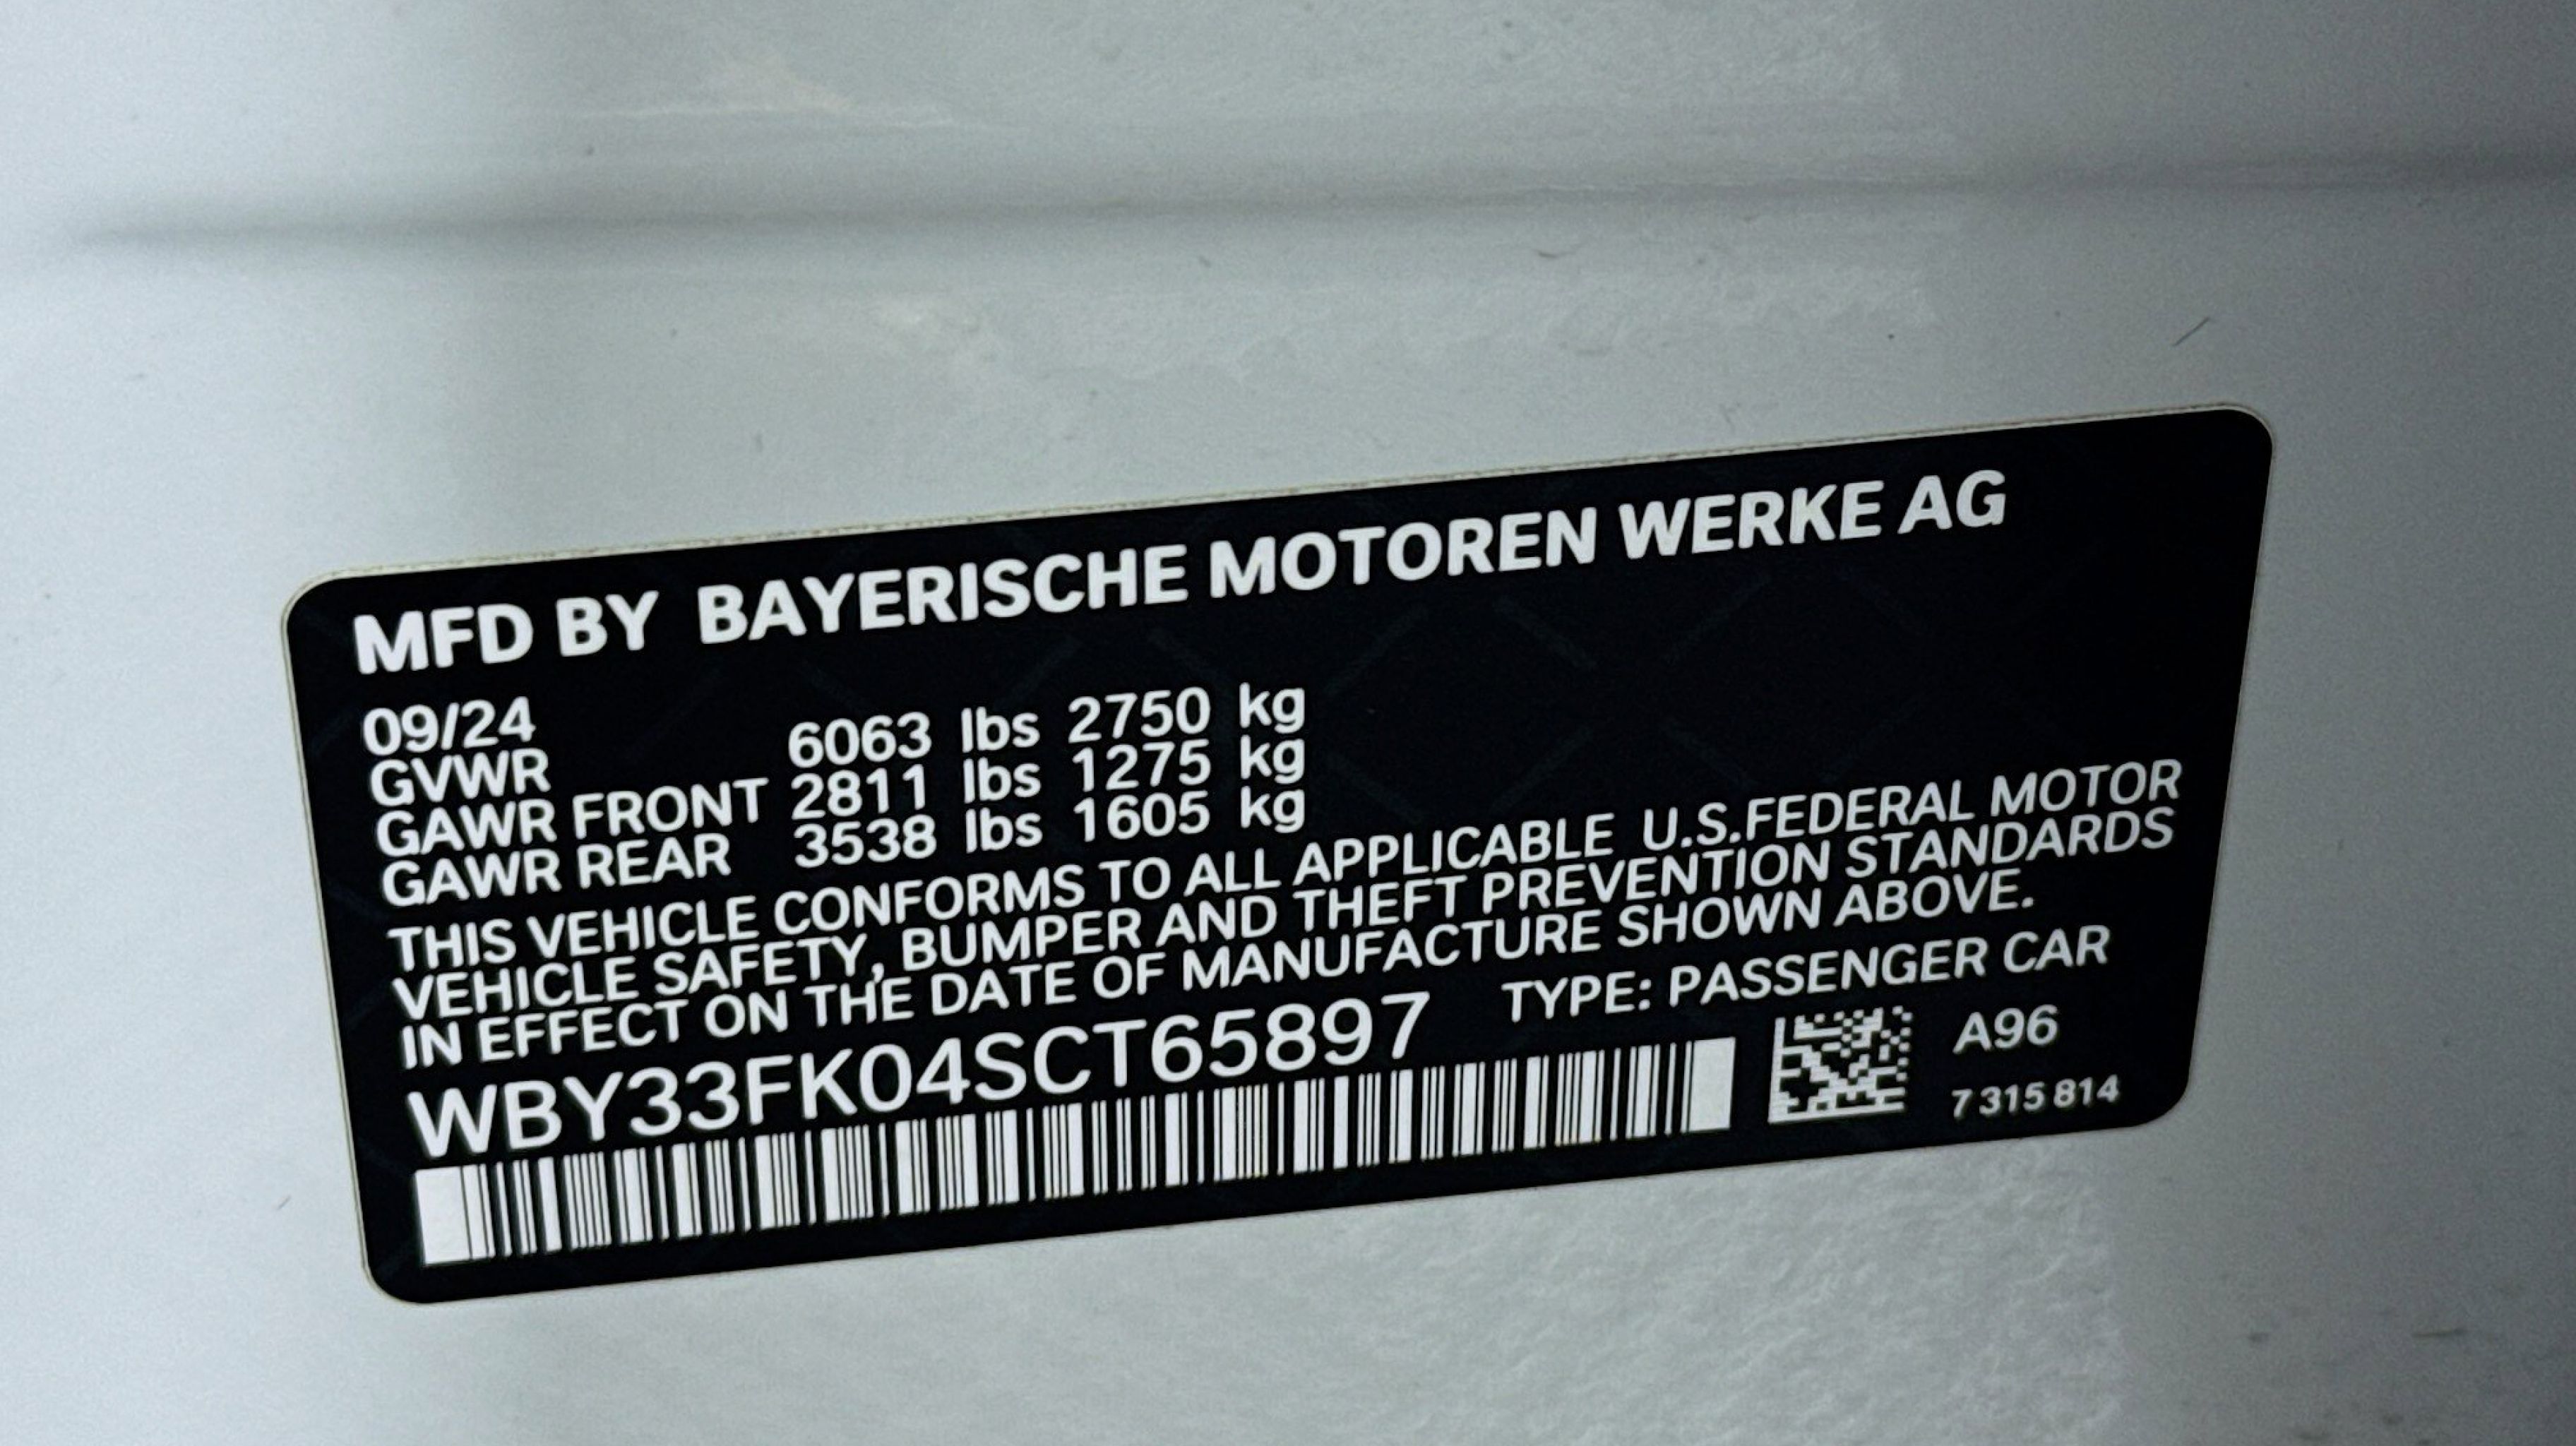 MFD BY BAYERISCHE MOTOREN WERKE AG
09/24
GVWR 6063 lbs 2750 kg
GAWR FRONT 2811 lbs 1275 kg
GAWR REAR 3538 lbs 1605 kg
THIS VEHICLE CONFORMS TO ALL APPLICABLE U.S.FEDERAL MOTOR
VEHICLE SAFETY, BUMPER AND THEFT PREVENTION STANDARDS
IN EFFECT ON THE DATE OF MANUFACTURE SHOWN ABOVE.
WBY33FK04SCT65897 TYPE: PASSENGER CAR
A96
7 315 814